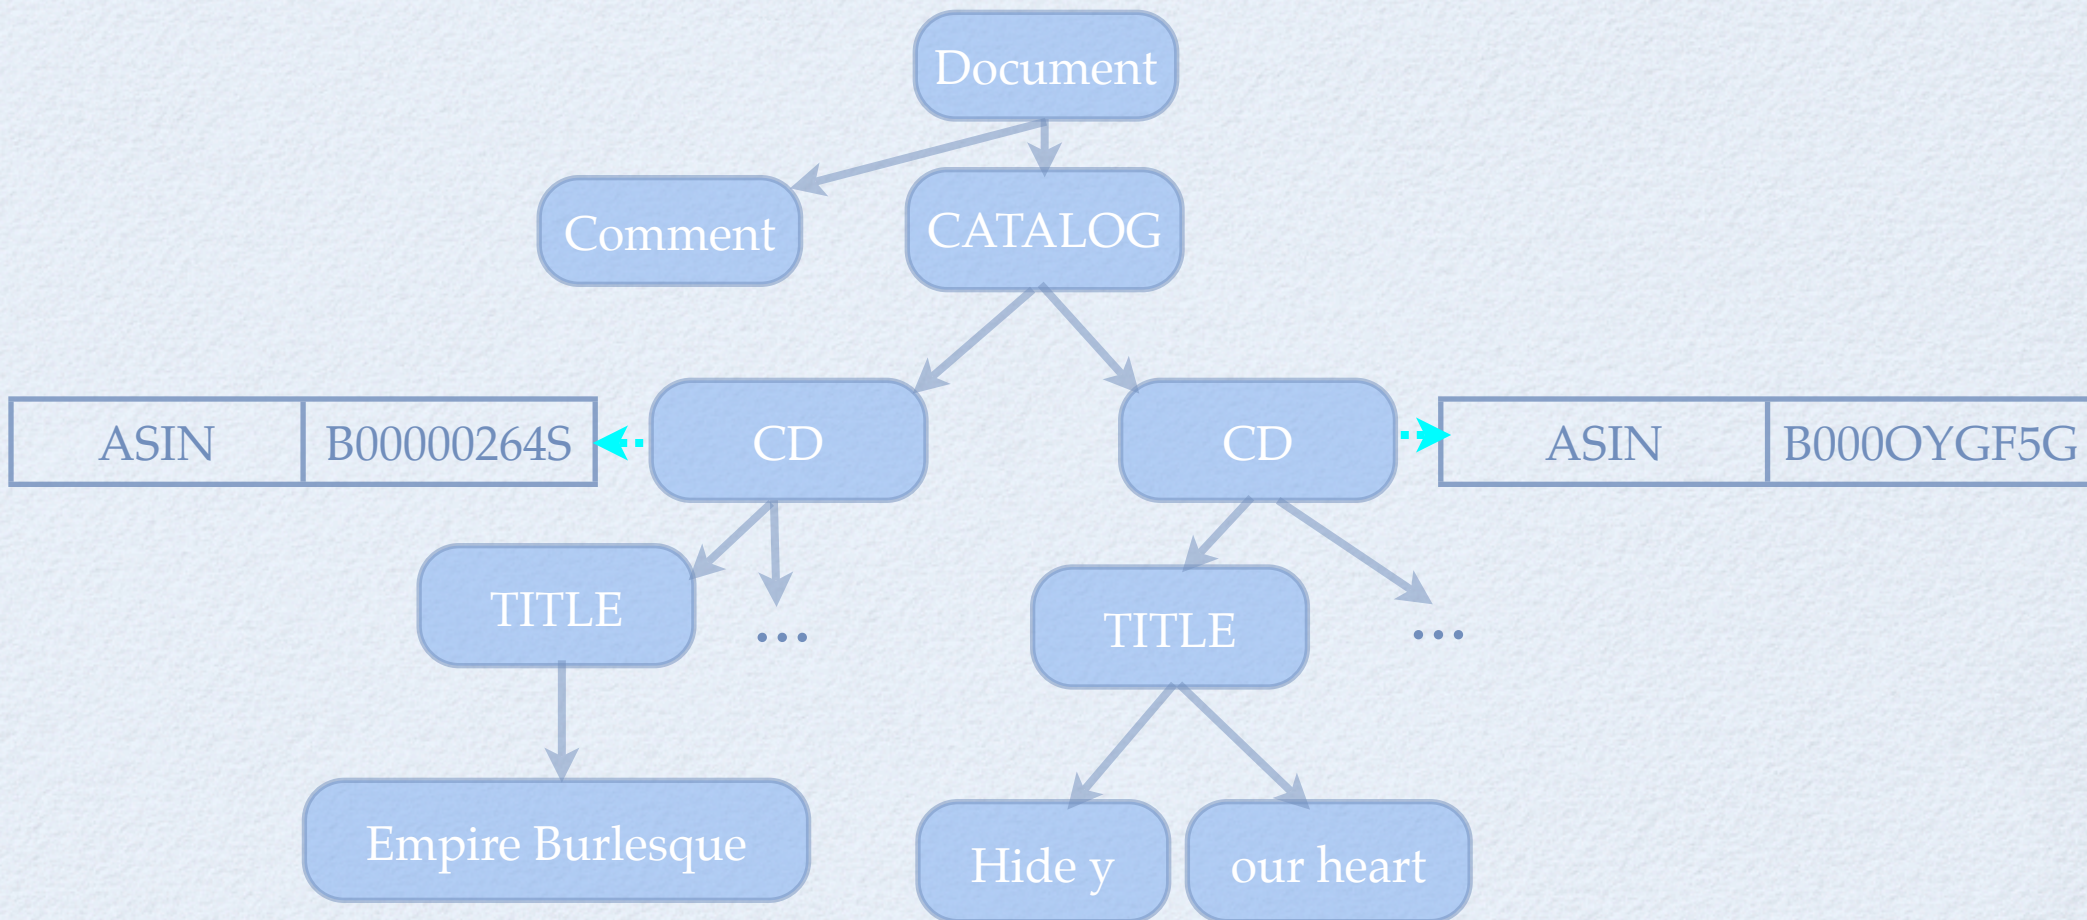 Document
Comment
CATALOG
ASIN
B00000264S
CD
CD
ASIN
B000OYGF5G
TITLE
...
TITLE
...
Empire Burlesque
Hide y
our heart